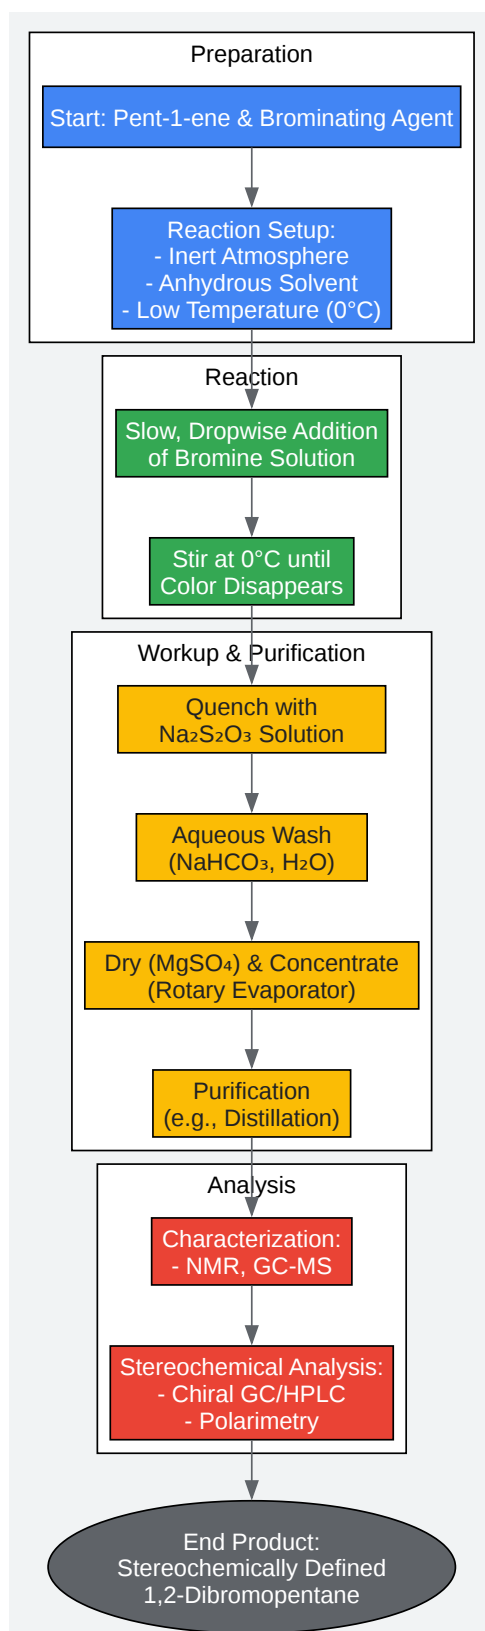 Preparation
Start: Pent-1-ene & Brominating Agent
Reaction Setup:
- Inert Atmosphere
- Anhydrous Solvent
- Low Temperature (0°C)
Reaction
Slow, Dropwise Addition
of Bromine Solution
Stir at 0°C until
Color Disappears
Workup & Purification
Quench with
Na₂S₂O₃ Solution
Aqueous Wash
(NaHCO₃, H₂O)
Dry (MgSO₄) & Concentrate
(Rotary Evaporator)
Purification
(e.g., Distillation)
Analysis
Characterization:
- NMR, GC-MS
Stereochemical Analysis:
- Chiral GC/HPLC
- Polarimetry
End Product:
Stereochemically Defined
1,2-Dibromopentane